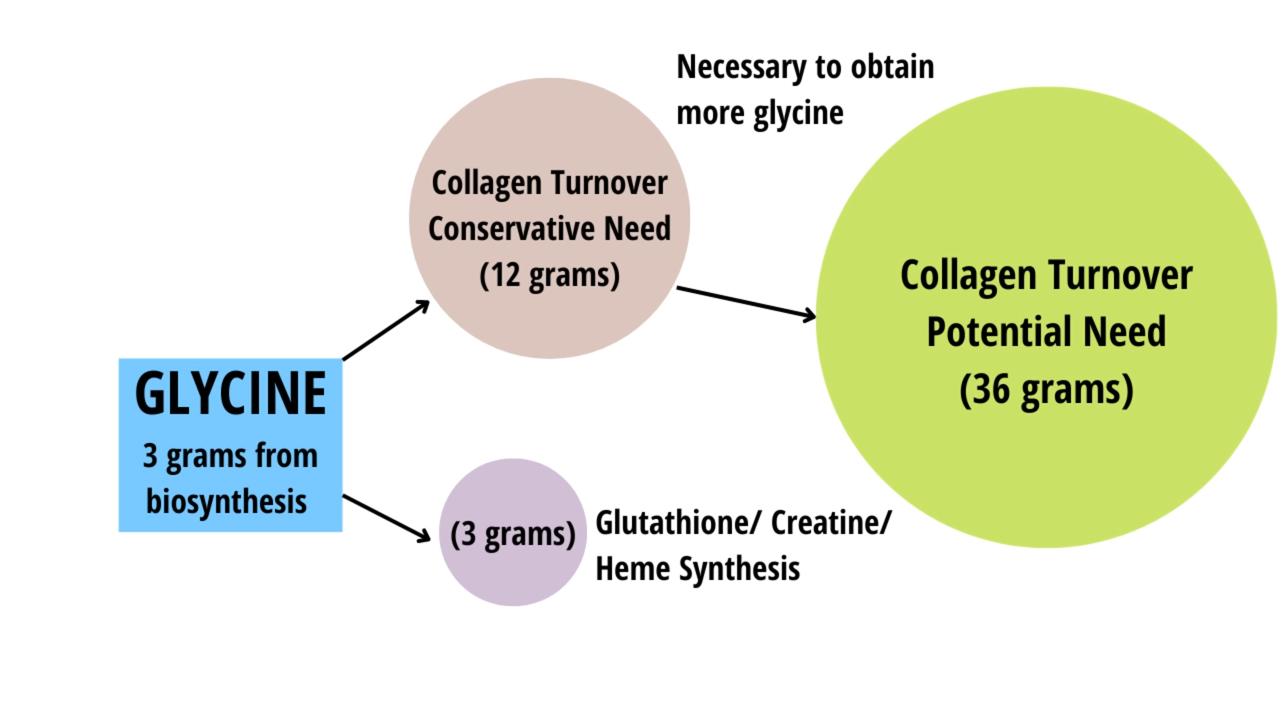 Necessary to obtain
more glycine
Collagen Turnover
Conservative Need
(12 grams)
Collagen Turnover
Potential Need
(36 grams)
GLYCINE
3 grams from
biosynthesis
(3 grams)
Glutathione/ Creatine/
Heme Synthesis